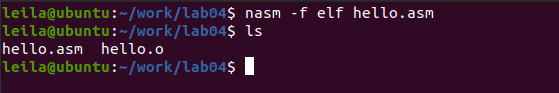 leila@ubuntu:~/work/lab04$ nasm -f elf hello.asm
leila@ubuntu:~/work/lab04$ ls
hello.asm  hello.o
leila@ubuntu:~/work/lab04$